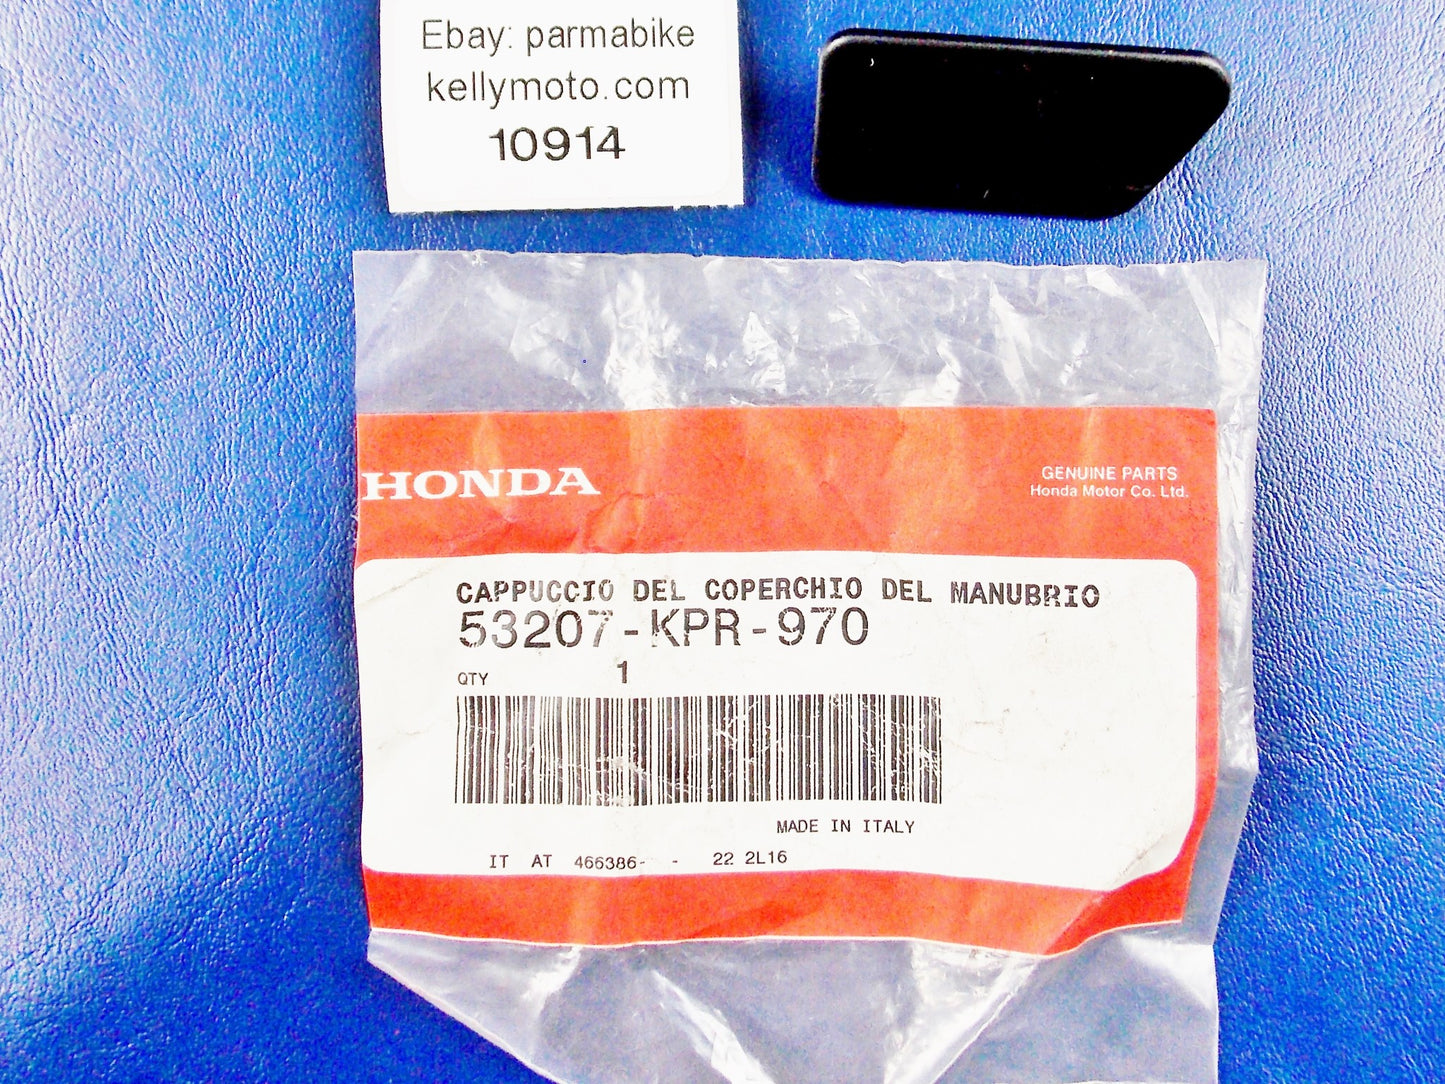 Ebay: parmabike
kellymoto.com
10914
HONDA
GENUINE PARTS
Honda Motor Co. Ltd.
CAPPUCCIO DEL COPERCHIO DEL MANUBRIO
53207-KPR-970
QTY 1
MADE IN ITALY
IT AT 466386- - 22 2L16